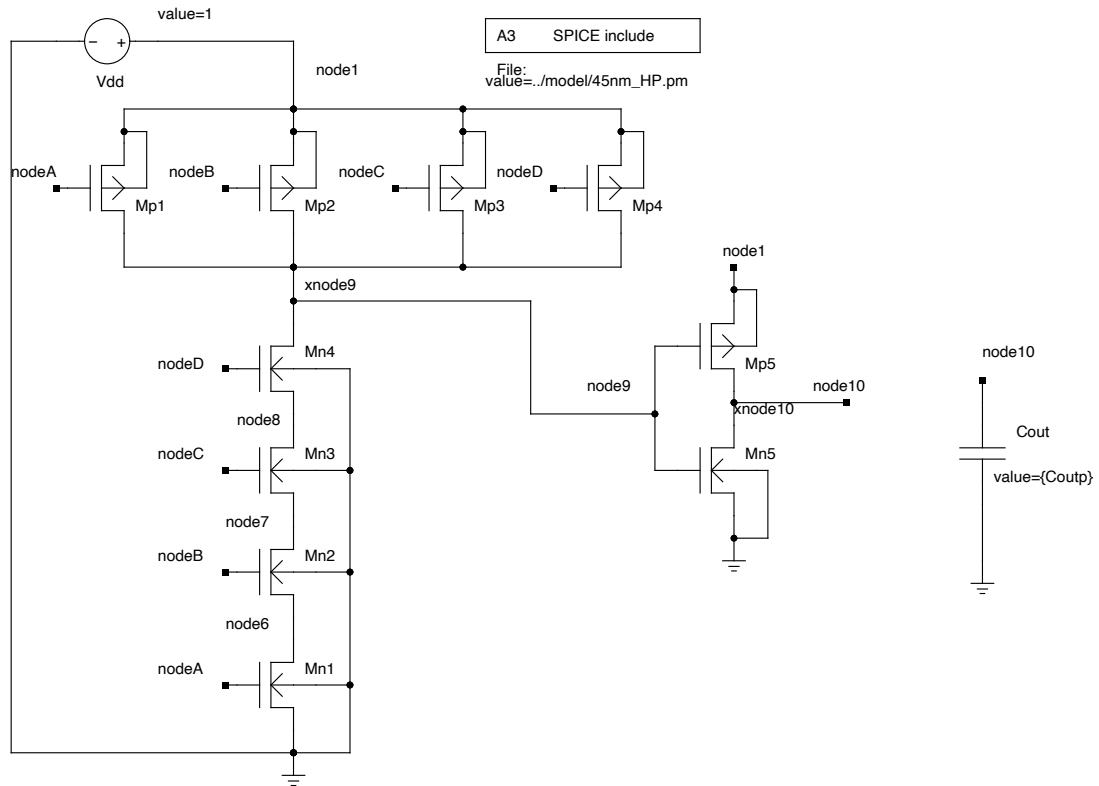 value=1
− +
Vdd
A3 SPICE include
File:
value=../model/45nm_HP.pm
node1
nodeA
Mp1
nodeB
Mp2
nodeC
Mp3
nodeD
Mp4
xnode9
nodeD
Mn4
node8
nodeC
Mn3
node7
nodeB
Mn2
node6
nodeA
Mn1
node1
Mp5
node9
node10
xnode10
Mn5
node10
Cout
value={Coutp}